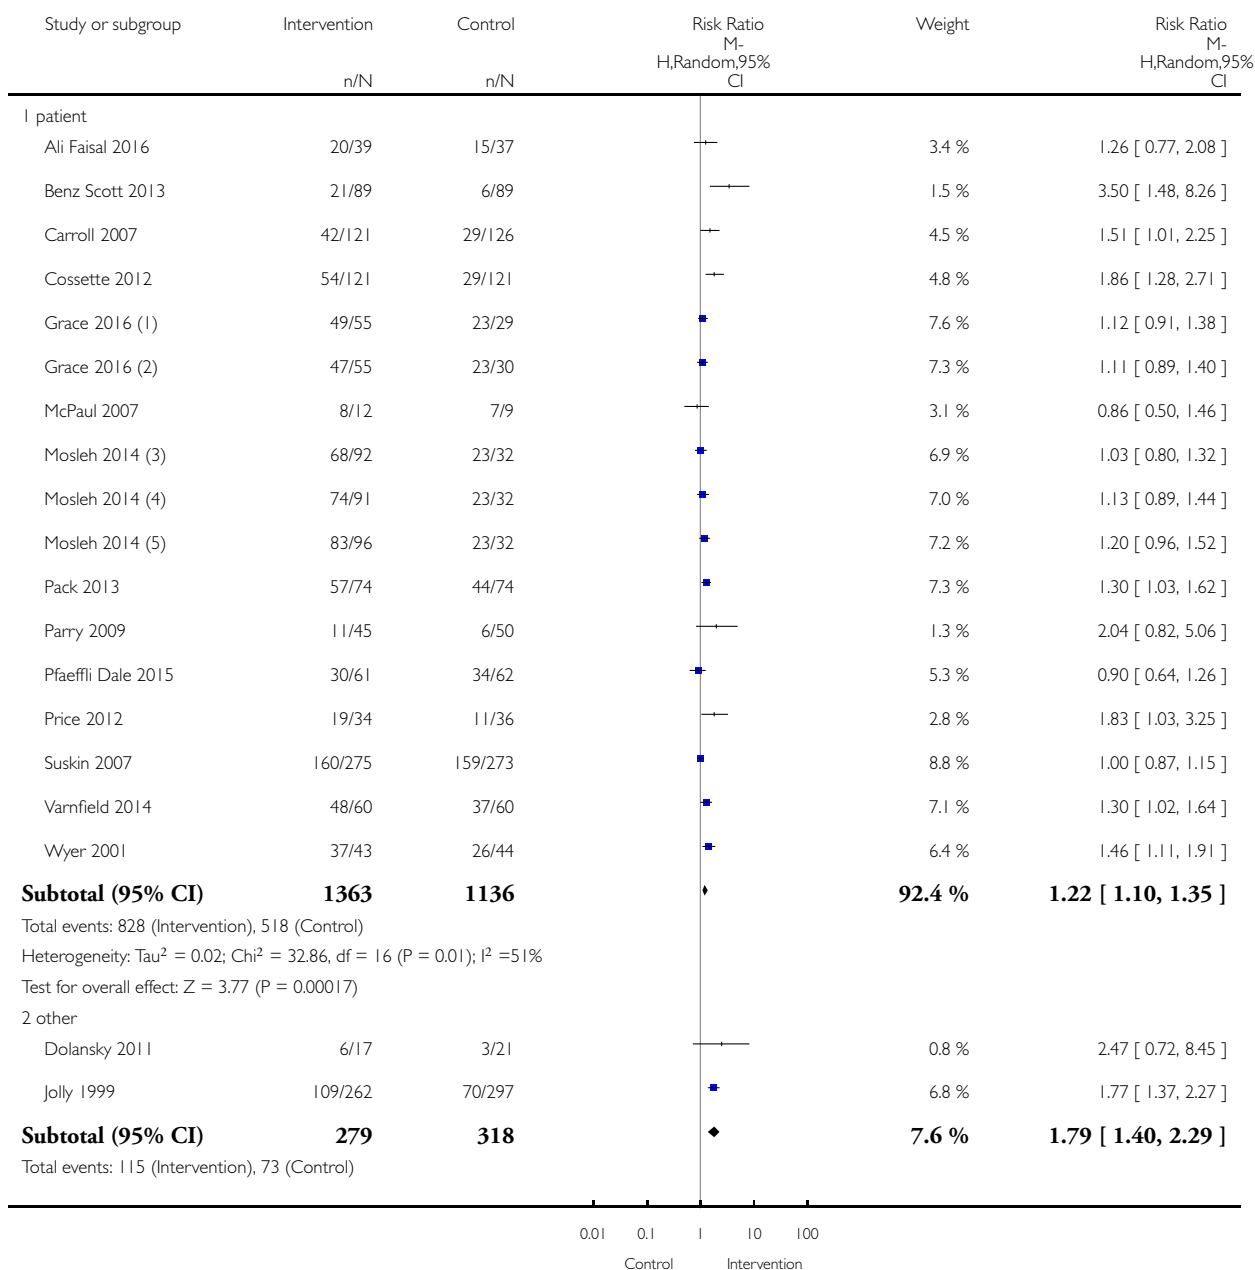 Study or subgroup Intervention Control Risk Ratio Weight Risk Ratio
M- M-
H,Random,95% H,Random,95%
n/N n/N CI CI
1 patient
Ali Faisal 2016 20/39 15/37 3.4 % 1.26 [ 0.77, 2.08 ]
Benz Scott 2013 21/89 6/89 1.5 % 3.50 [ 1.48, 8.26 ]
Carroll 2007 42/121 29/126 4.5 % 1.51 [ 1.01, 2.25 ]
Cossette 2012 54/121 29/121 4.8 % 1.86 [ 1.28, 2.71 ]
Grace 2016 (1) 49/55 23/29 7.6 % 1.12 [ 0.91, 1.38 ]
Grace 2016 (2) 47/55 23/30 7.3 % 1.11 [ 0.89, 1.40 ]
McPaul 2007 8/12 7/9 3.1 % 0.86 [ 0.50, 1.46 ]
Mosleh 2014 (3) 68/92 23/32 6.9 % 1.03 [ 0.80, 1.32 ]
Mosleh 2014 (4) 74/91 23/32 7.0 % 1.13 [ 0.89, 1.44 ]
Mosleh 2014 (5) 83/96 23/32 7.2 % 1.20 [ 0.96, 1.52 ]
Pack 2013 57/74 44/74 7.3 % 1.30 [ 1.03, 1.62 ]
Parry 2009 11/45 6/50 1.3 % 2.04 [ 0.82, 5.06 ]
Pfaeffli Dale 2015 30/61 34/62 5.3 % 0.90 [ 0.64, 1.26 ]
Price 2012 19/34 11/36 2.8 % 1.83 [ 1.03, 3.25 ]
Suskin 2007 160/275 159/273 8.8 % 1.00 [ 0.87, 1.15 ]
Varnfield 2014 48/60 37/60 7.1 % 1.30 [ 1.02, 1.64 ]
Wyer 2001 37/43 26/44 6.4 % 1.46 [ 1.11, 1.91 ]
Subtotal (95% CI) 1363 1136 92.4 % 1.22 [ 1.10, 1.35 ]
Total events: 828 (Intervention), 518 (Control)
Heterogeneity: Tau² = 0.02; Chi² = 32.86, df = 16 (P = 0.01); I² =51%
Test for overall effect: Z = 3.77 (P = 0.00017)
2 other
Dolansky 2011 6/17 3/21 0.8 % 2.47 [ 0.72, 8.45 ]
Jolly 1999 109/262 70/297 6.8 % 1.77 [ 1.37, 2.27 ]
Subtotal (95% CI) 279 318 7.6 % 1.79 [ 1.40, 2.29 ]
Total events: 115 (Intervention), 73 (Control)
0.01 0.1 1 10 100
Control Intervention